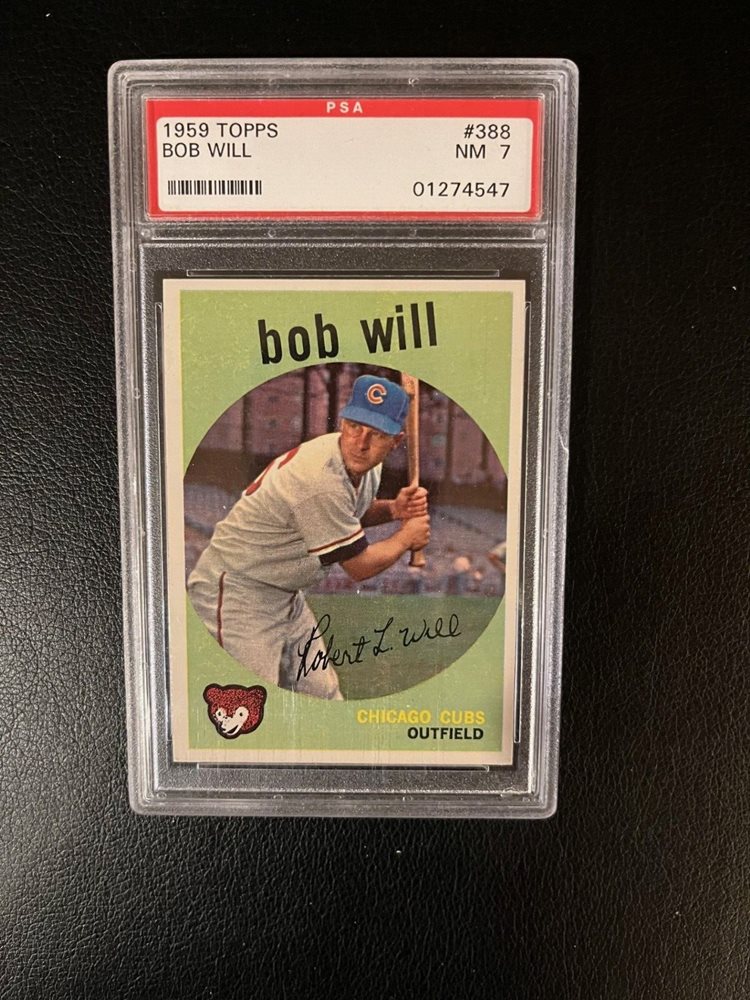 PSA
1959 TOPPS #388
BOB WILL NM 7
01274547
bob will
C
Robert L. Will
CHICAGO CUBS
OUTFIELD